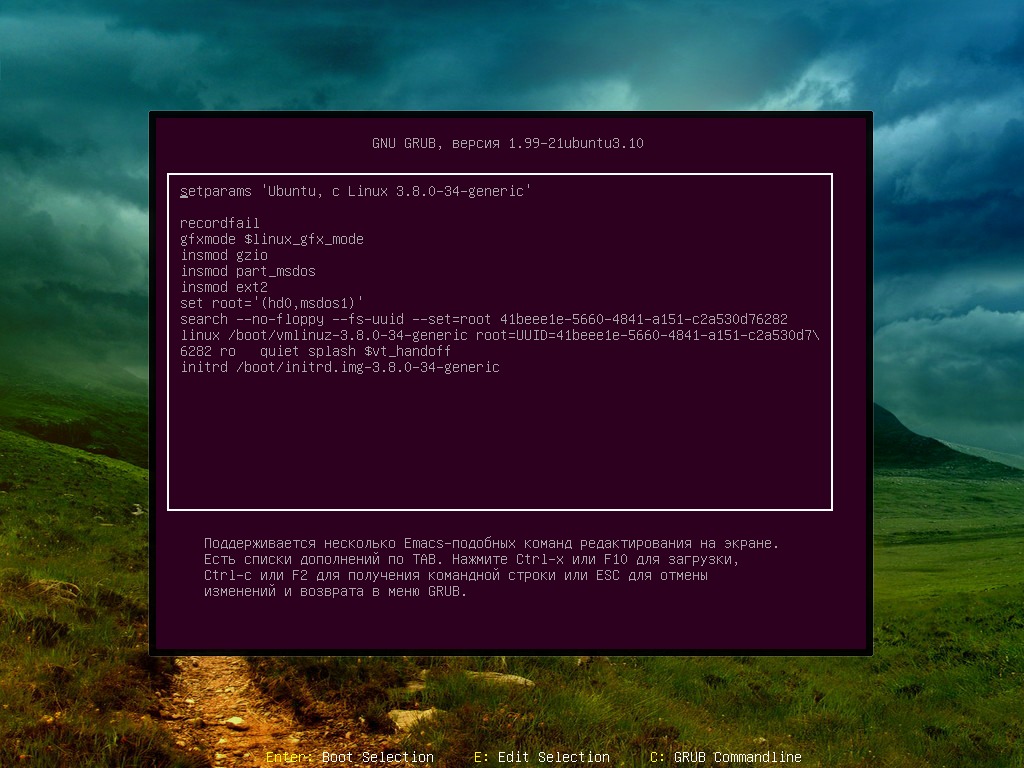 GNU GRUB, версия 1.99-21ubuntu3.10
setparams 'Ubuntu, с Linux 3.8.0-34-generic'
recordfail
gfxmode $linux_gfx_mode
insmod gzio
insmod part_msdos
insmod ext2
set root='(hd0,msdos1)'
search --no-floppy --fs-uuid --set=root 41beee1e-5660-4841-a151-c2a530d76282
linux /boot/vmlinuz-3.8.0-34-generic root=UUID=41beee1e-5660-4841-a151-c2a530d7\
6282 ro   quiet splash $vt_handoff
initrd /boot/initrd.img-3.8.0-34-generic
Поддерживается несколько Emacs-подобных команд редактирования на экране.
Есть списки дополнений по TAB. Нажмите Ctrl-x или F10 для загрузки,
Ctrl-c или F2 для получения командной строки или ESC для отмены
изменений и возврата в меню GRUB.
Enter: Boot Selection     E: Edit Selection     C: GRUB Commandline